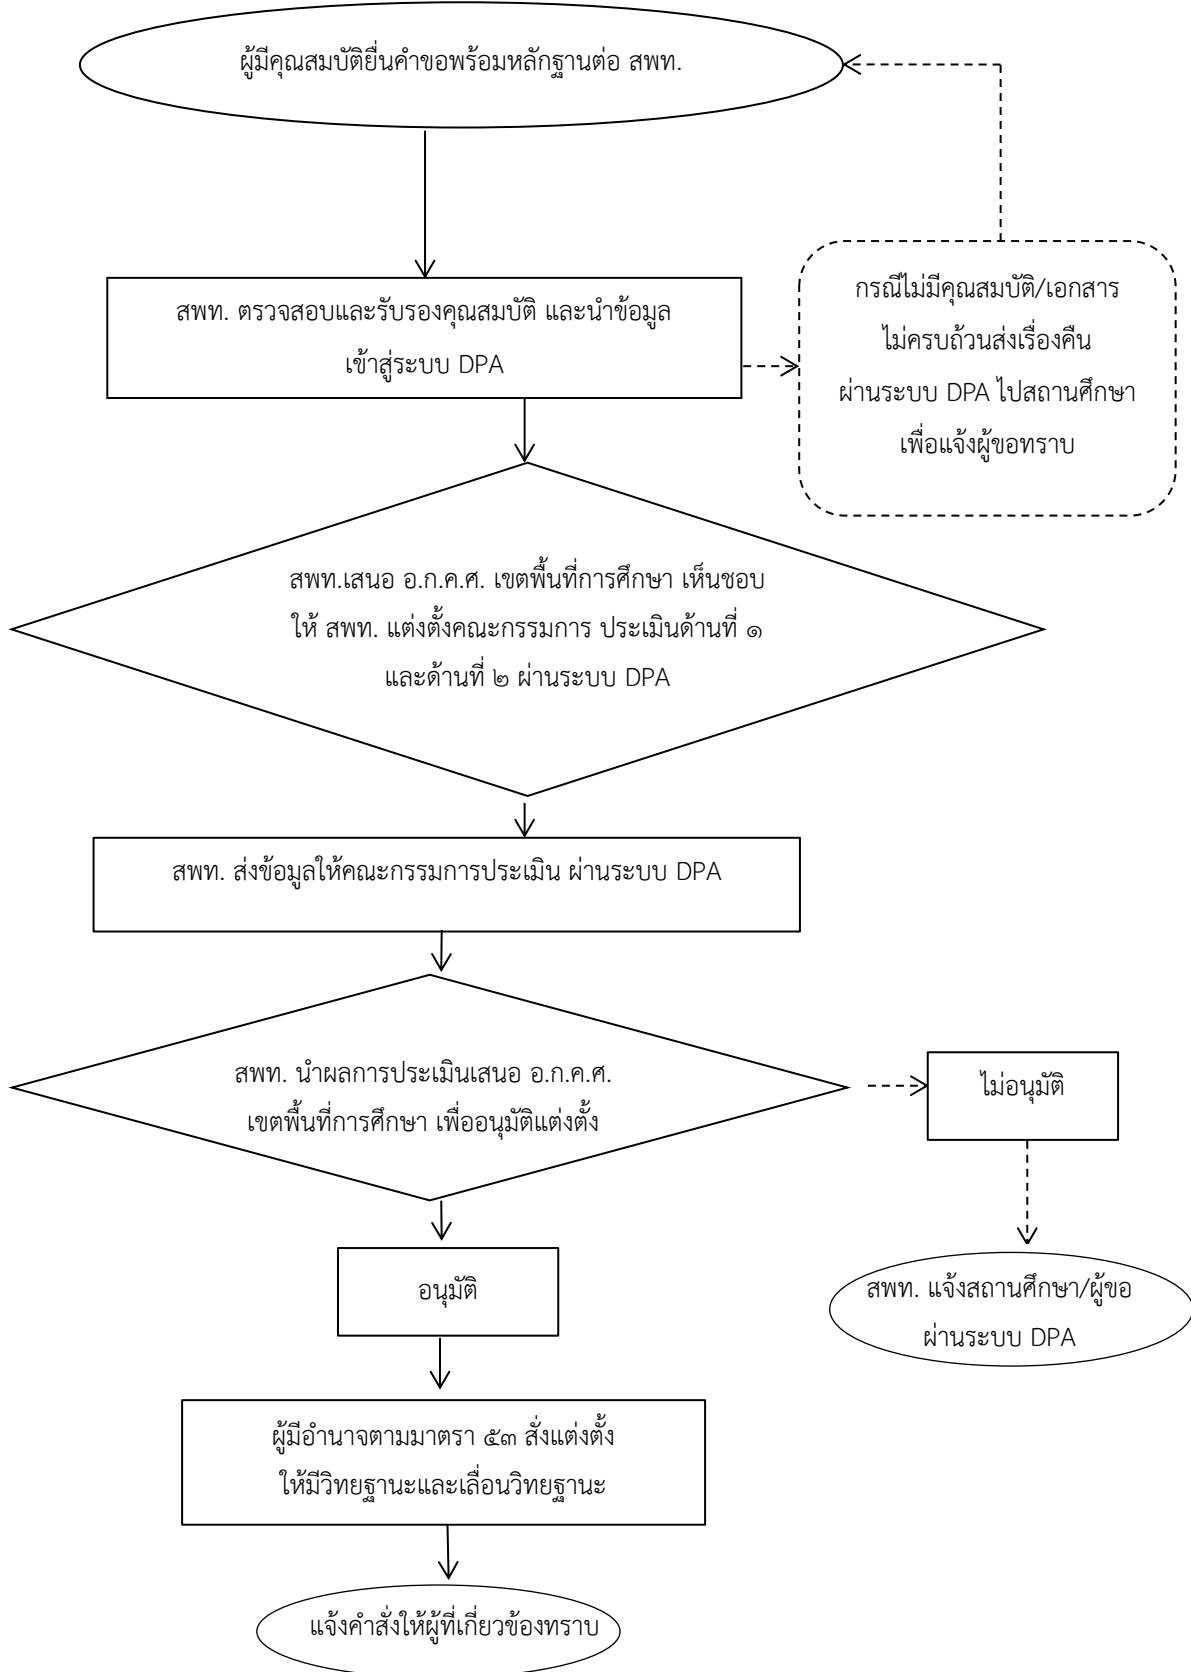 ผู้มีคุณสมบัติยื่นคำขอพร้อมหลักฐานต่อ สพท.
สพท. ตรวจสอบและรับรองคุณสมบัติ และนำข้อมูล
เข้าสู่ระบบ DPA
กรณีไม่มีคุณสมบัติ/เอกสาร
ไม่ครบถ้วนส่งเรื่องคืน
ผ่านระบบ DPA ไปสถานศึกษา
เพื่อแจ้งผู้ขอทราบ
สพท.เสนอ อ.ก.ค.ศ. เขตพื้นที่การศึกษา เห็นชอบ
ให้ สพท. แต่งตั้งคณะกรรมการ ประเมินด้านที่ ๑
และด้านที่ ๒ ผ่านระบบ DPA
สพท. ส่งข้อมูลให้คณะกรรมการประเมิน ผ่านระบบ DPA
สพท. นำผลการประเมินเสนอ อ.ก.ค.ศ.
เขตพื้นที่การศึกษา เพื่ออนุมัติแต่งตั้ง
ไม่อนุมัติ
อนุมัติ
สพท. แจ้งสถานศึกษา/ผู้ขอ
ผ่านระบบ DPA
ผู้มีอำนาจตามมาตรา ๕๓ สั่งแต่งตั้ง
ให้มีวิทยฐานะและเลื่อนวิทยฐานะ
แจ้งคำสั่งให้ผู้ที่เกี่ยวข้องทราบ